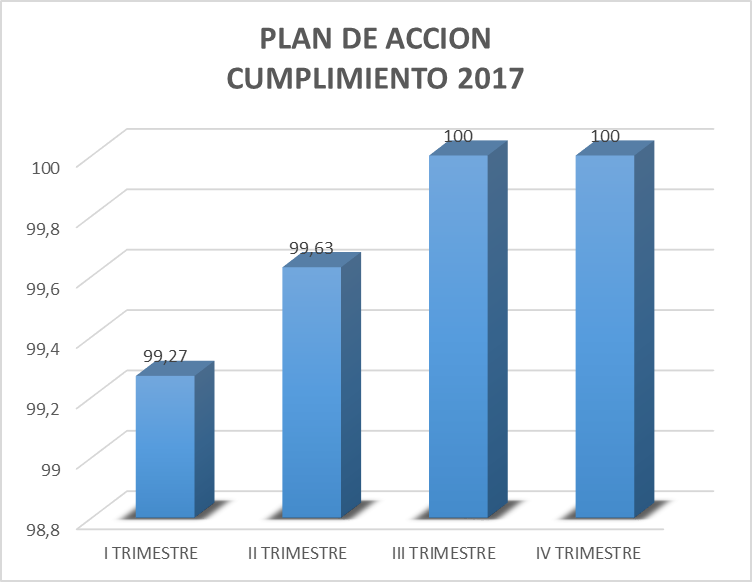 PLAN DE ACCION
CUMPLIMIENTO 2017
100
99,8
99,6
99,4
99,2
99
98,8
99,27
99,63
100
100
I TRIMESTRE
II TRIMESTRE
III TRIMESTRE
IV TRIMESTRE